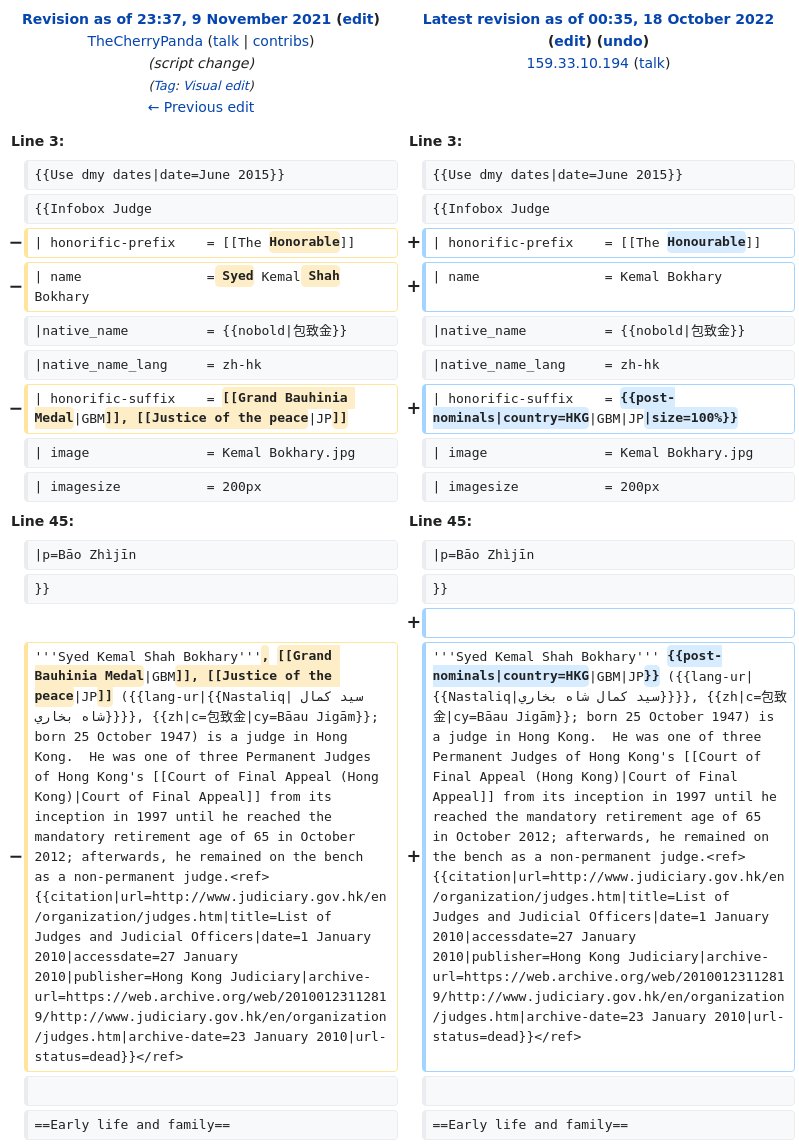 Revision as of 23:37, 9 November 2021 (edit)
TheCherryPanda (talk | contribs)
(script change)
(Tag: Visual edit)
← Previous edit
Latest revision as of 00:35, 18 October 2022
(edit) (undo)
159.33.10.194 (talk)
Line 3:
{{Use dmy dates|date=June 2015}}
{{Infobox Judge
− | honorific-prefix    = [[The Honorable]]
− | name                = Syed Kemal Shah
Bokhary
|native_name          = {{nobold|包致金}}
|native_name_lang     = zh-hk
− | honorific-suffix    = [[Grand Bauhinia
Medal|GBM]], [[Justice of the peace|JP]]
| image               = Kemal Bokhary.jpg
| imagesize           = 200px
Line 3:
{{Use dmy dates|date=June 2015}}
{{Infobox Judge
+ | honorific-prefix    = [[The Honourable]]
+ | name                = Kemal Bokhary
|native_name          = {{nobold|包致金}}
|native_name_lang     = zh-hk
+ | honorific-suffix    = {{post-
nominals|country=HKG|GBM|JP|size=100%}}
| image               = Kemal Bokhary.jpg
| imagesize           = 200px
Line 45:
|p=Bāo Zhìjīn
}}
− '''Syed Kemal Shah Bokhary''', [[Grand
Bauhinia Medal|GBM]], [[Justice of the
peace|JP]] ({{lang-ur|{{Nastaliq| سید کمال
شاه بخاري}}}}, {{zh|c=包致金|cy=Bāau Jigām}};
born 25 October 1947) is a judge in Hong
Kong.  He was one of three Permanent Judges
of Hong Kong's [[Court of Final Appeal (Hong
Kong)|Court of Final Appeal]] from its
inception in 1997 until he reached the
mandatory retirement age of 65 in October
2012; afterwards, he remained on the bench
as a non-permanent judge.<ref>
{{citation|url=http://www.judiciary.gov.hk/en
/organization/judges.htm|title=List of
Judges and Judicial Officers|date=1 January
2010|accessdate=27 January
2010|publisher=Hong Kong Judiciary|archive-
url=https://web.archive.org/web/2010012311281
9/http://www.judiciary.gov.hk/en/organization
/judges.htm|archive-date=23 January 2010|url-
status=dead}}</ref>
==Early life and family==
Line 45:
|p=Bāo Zhìjīn
}}
+
+ '''Syed Kemal Shah Bokhary''' {{post-
nominals|country=HKG|GBM|JP}} ({{lang-ur|
{{Nastaliq|سید کمال شاه بخاري}}}}, {{zh|c=包致
金|cy=Bāau Jigām}}; born 25 October 1947) is
a judge in Hong Kong.  He was one of three
Permanent Judges of Hong Kong's [[Court of
Final Appeal (Hong Kong)|Court of Final
Appeal]] from its inception in 1997 until he
reached the mandatory retirement age of 65
in October 2012; afterwards, he remained on
the bench as a non-permanent judge.<ref>
{{citation|url=http://www.judiciary.gov.hk/en
/organization/judges.htm|title=List of
Judges and Judicial Officers|date=1 January
2010|accessdate=27 January
2010|publisher=Hong Kong Judiciary|archive-
url=https://web.archive.org/web/2010012311281
9/http://www.judiciary.gov.hk/en/organization
/judges.htm|archive-date=23 January 2010|url-
status=dead}}</ref>
==Early life and family==